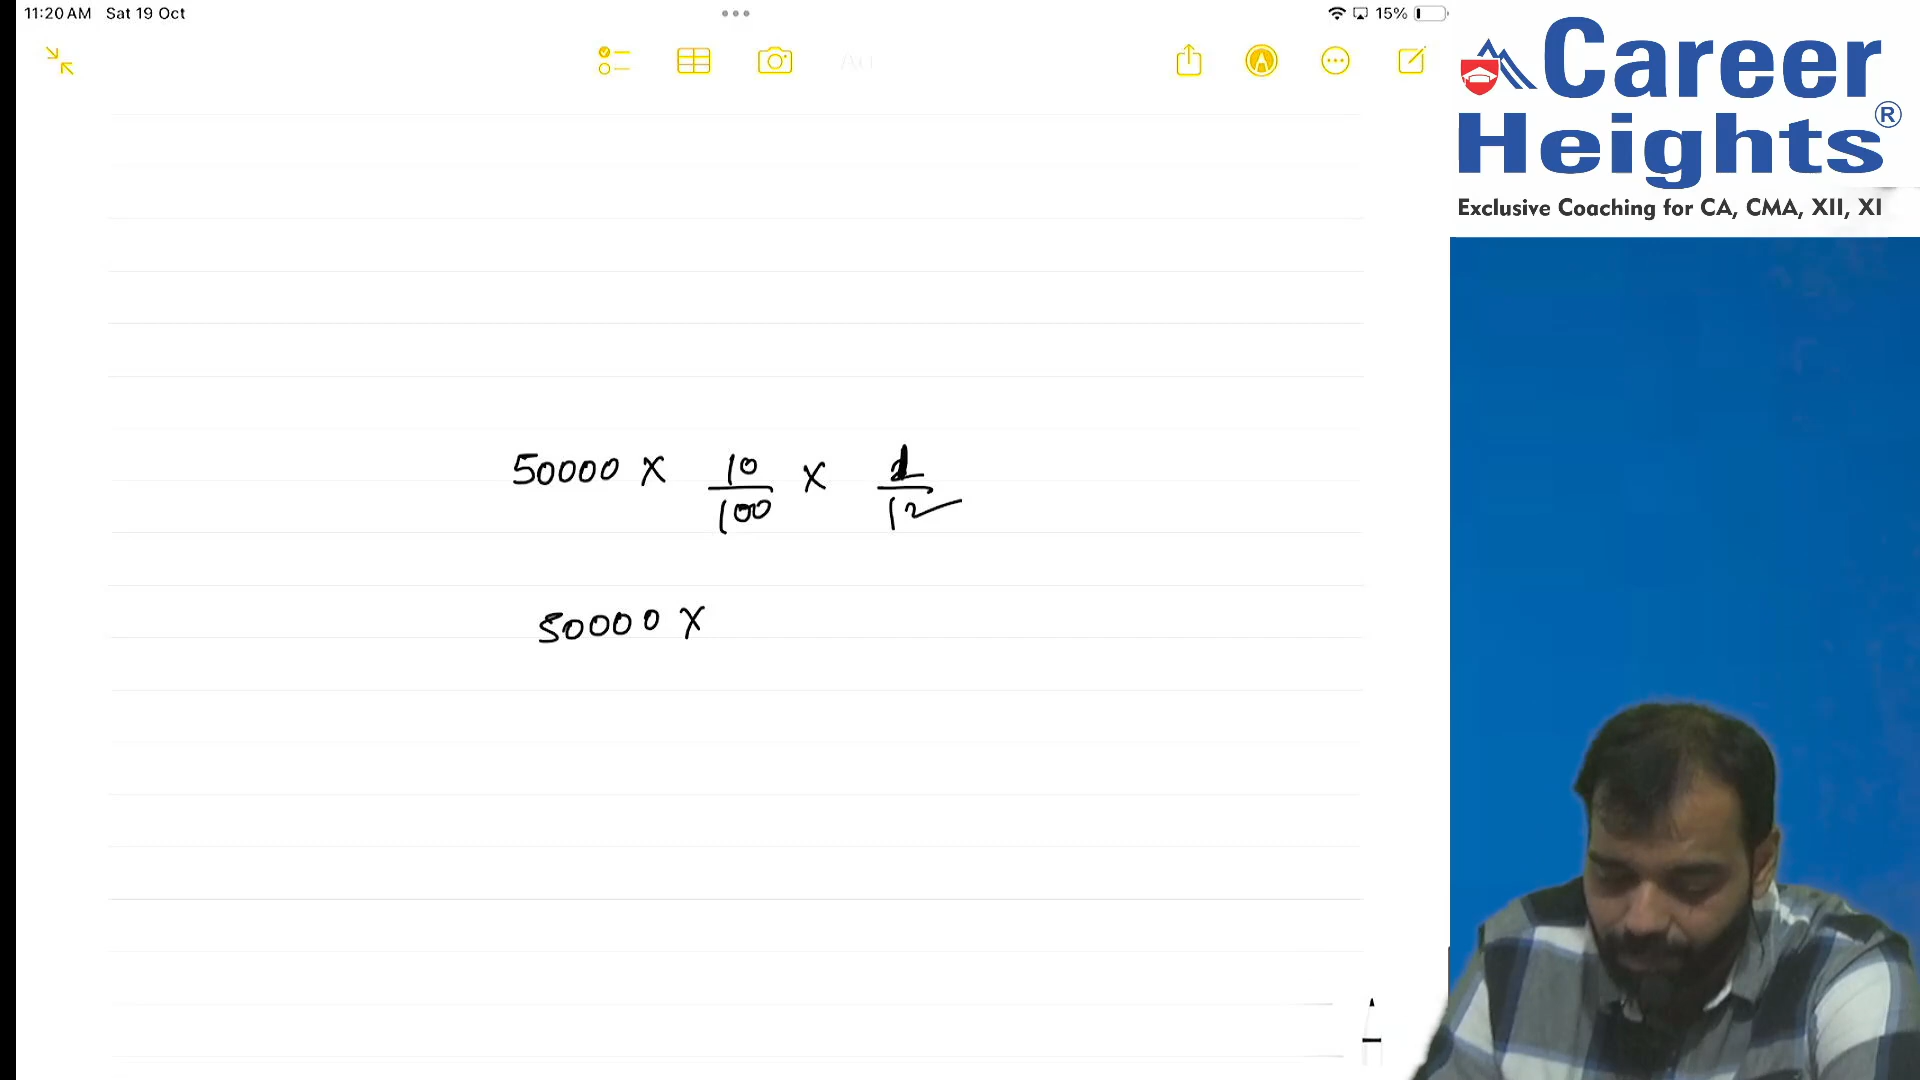 11:20 AM Sat 19 Oct
15%
Career
Heights®
Exclusive Coaching for CA, CMA, XII, XI
50000 x 10/100 x 1/12
50000 x